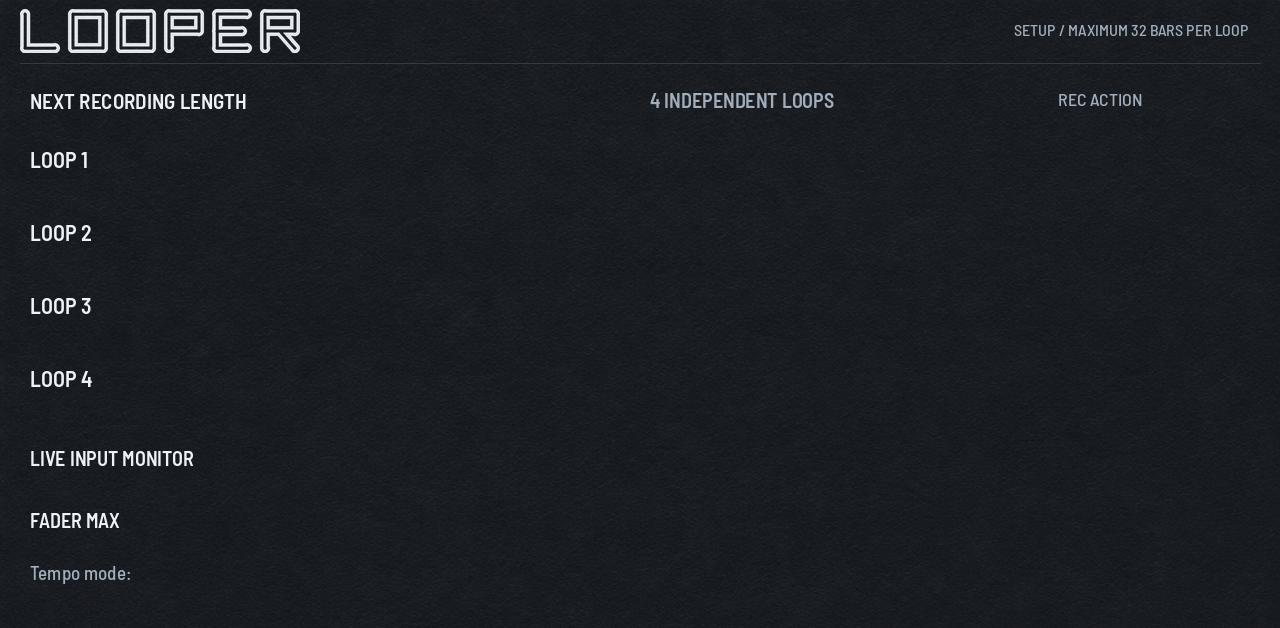 LOOPER
SETUP / MAXIMUM 32 BARS PER LOOP
NEXT RECORDING LENGTH
4 INDEPENDENT LOOPS
REC ACTION
LOOP 1
LOOP 2
LOOP 3
LOOP 4
LIVE INPUT MONITOR
FADER MAX
Tempo mode: